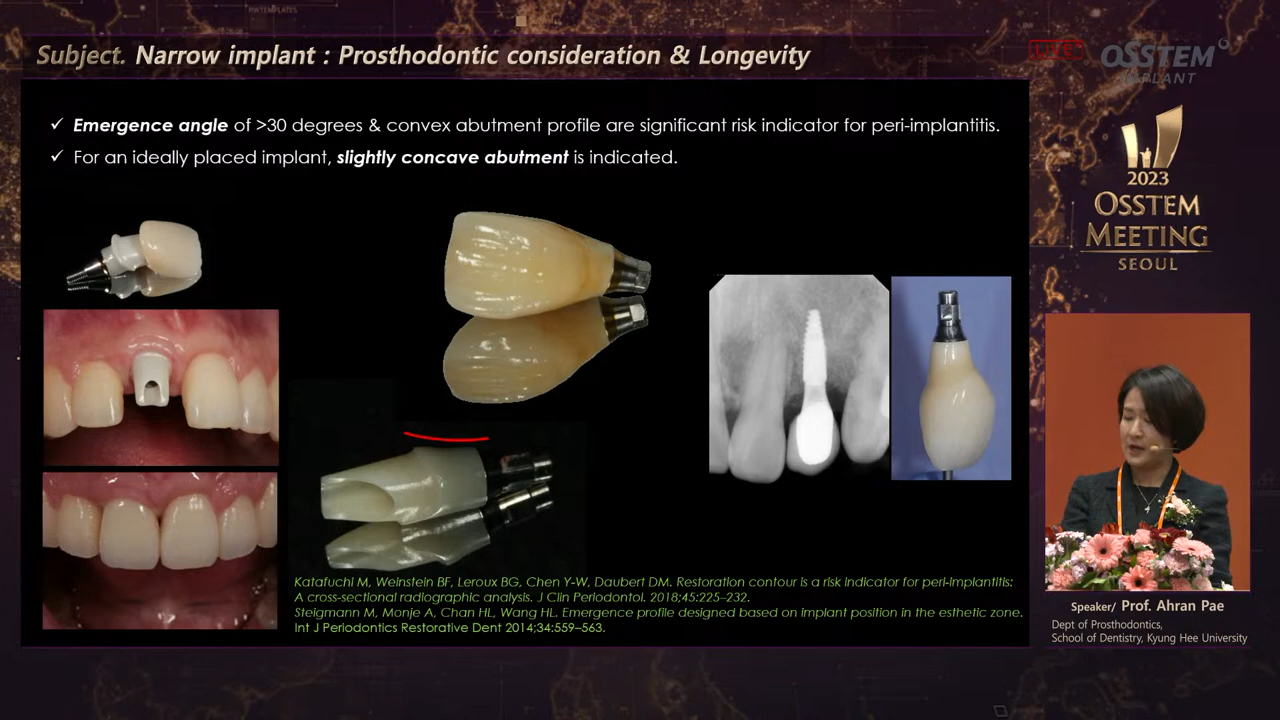 Subject. Narrow implant : Prosthodontic consideration & Longevity
LIVE
OSSTEM
IMPLANT
✓ Emergence angle of >30 degrees & convex abutment profile are significant risk indicator for peri-implantitis.
✓ For an ideally placed implant, slightly concave abutment is indicated.
2023
OSSTEM
MEETING
SEOUL
Katafuchi M, Weinstein BF, Leroux BG, Chen Y-W, Daubert DM. Restoration contour is a risk indicator for peri-implantitis:
A cross-sectional radiographic analysis. J Clin Periodontol. 2018;45:225–232.
Steigmann M, Monje A, Chan HL, Wang HL. Emergence profile designed based on implant position in the esthetic zone.
Int J Periodontics Restorative Dent 2014;34:559–563.
Speaker/ Prof. Ahran Pae
Dept of Prosthodontics,
School of Dentistry, Kyung Hee University